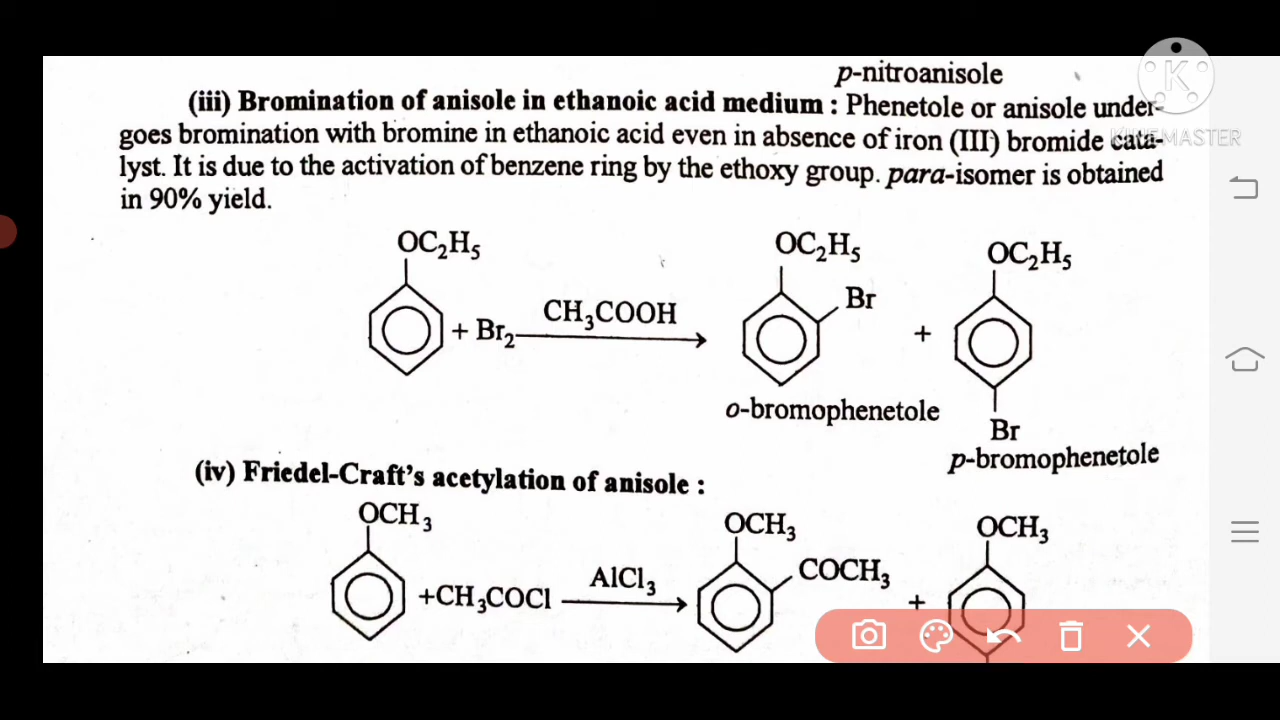 p-nitroanisole
(iii) Bromination of anisole in ethanoic acid medium : Phenetole or anisole under-
goes bromination with bromine in ethanoic acid even in absence of iron (III) bromide cata-
lyst. It is due to the activation of benzene ring by the ethoxy group. para-isomer is obtained
in 90% yield.
OC₂H₅ OC₂H₅ OC₂H₅
+ Br₂ CH₃COOH Br +
o-bromophenetole
Br
p-bromophenetole
(iv) Friedel-Craft's acetylation of anisole :
OCH₃ OCH₃ OCH₃
+CH₃COCl AlCl₃ COCH₃ +
K
KINEMASTER